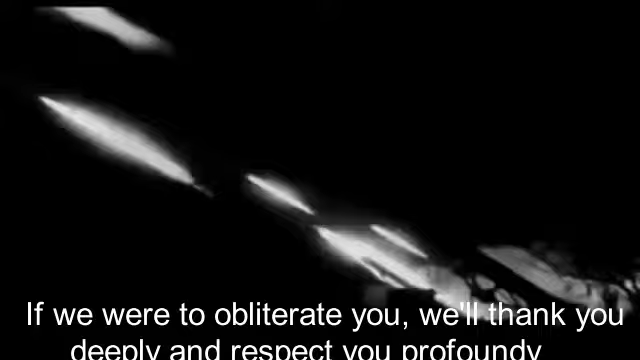 If we were to obliterate you, we'll thank you
deeply and respect you profoundy